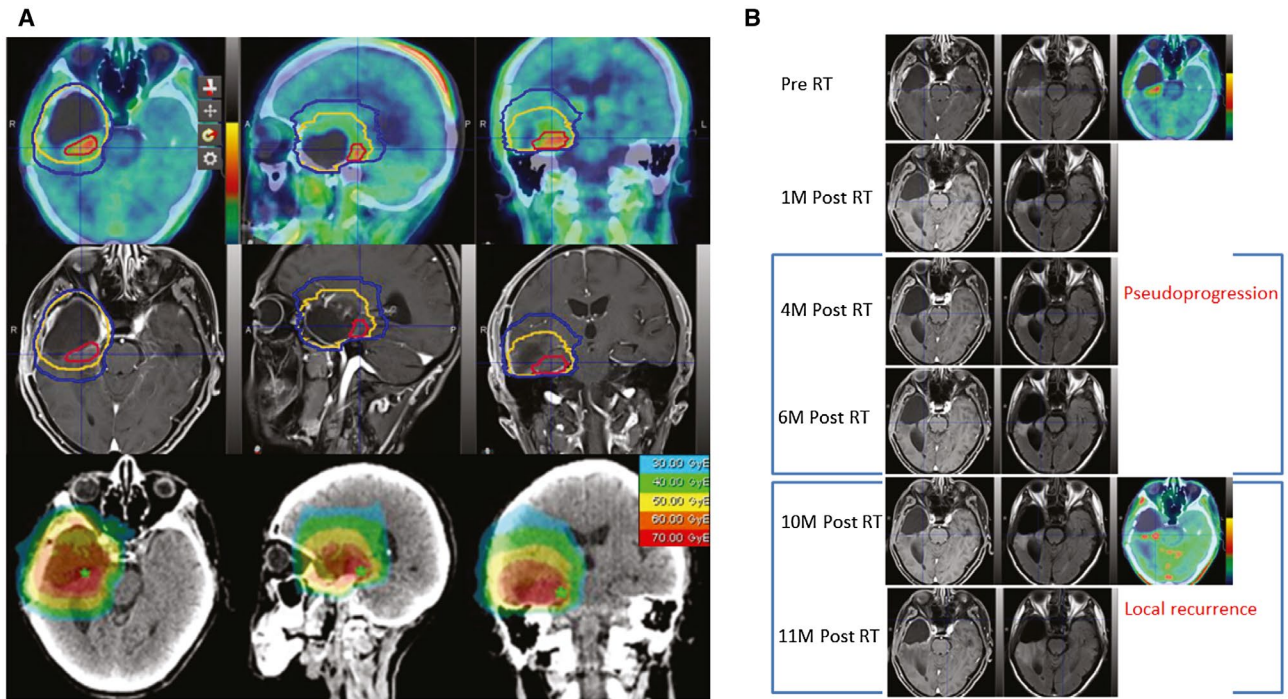 A
B
R
A
P
R
L
R
A
P
R
L
30.00 GyE
40.00 GyE
50.00 GyE
60.00 GyE
70.00 GyE
Pre RT
1M Post RT
4M Post RT
Pseudoprogression
6M Post RT
10M Post RT
Local recurrence
11M Post RT